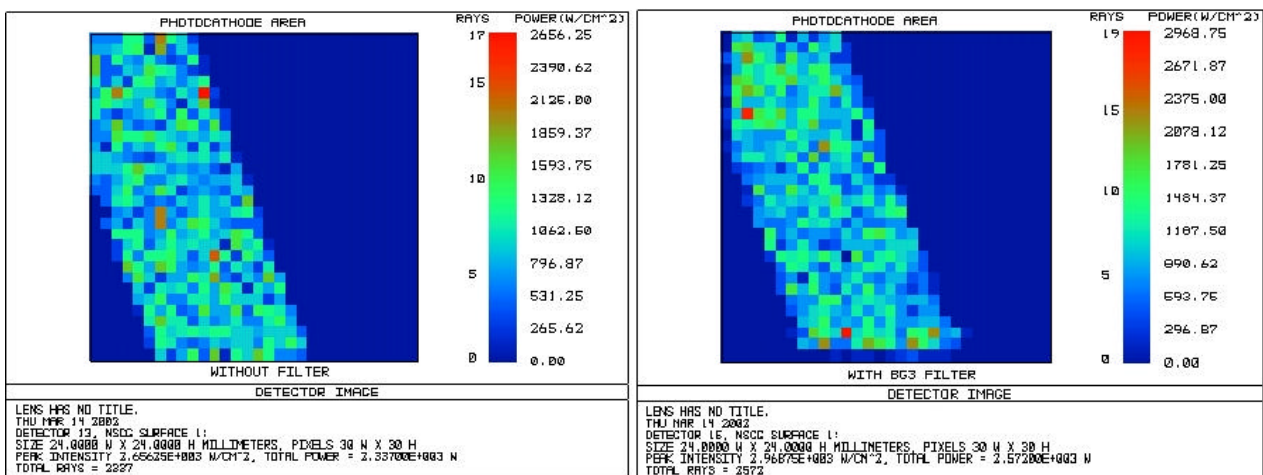 PHOTOCATHODE AREA
RAYS POWER(W/CM^2)
17 2656.25
2390.62
15 2125.00
1859.37
1593.75
10 1328.12
1062.50
796.87
5 531.25
265.62
0 0.00
WITHOUT FILTER
DETECTOR IMAGE
LENS HAS NO TITLE.
THU MAR 14 2002
DETECTOR 13, NSCG SURFACE 1:
SIZE 24.0000 W X 24.0000 H MILLIMETERS, PIXELS 30 W X 30 H
PEAK INTENSITY 2.65625E+003 W/CM^2, TOTAL POWER = 2.33700E+003 W
TOTAL RAYS = 2337
PHOTOCATHODE AREA
RAYS POWER(W/CM^2)
19 2968.75
2671.87
15 2375.00
2078.12
1781.25
10 1484.37
1187.50
5 890.62
593.75
296.87
0 0.00
WITH BG3 FILTER
DETECTOR IMAGE
LENS HAS NO TITLE.
THU MAR 14 2002
DETECTOR 15, NSCG SURFACE 1:
SIZE 24.0000 W X 24.0000 H MILLIMETERS, PIXELS 30 W X 30 H
PEAK INTENSITY 2.96875E+003 W/CM^2, TOTAL POWER = 2.57200E+003 W
TOTAL RAYS = 2572